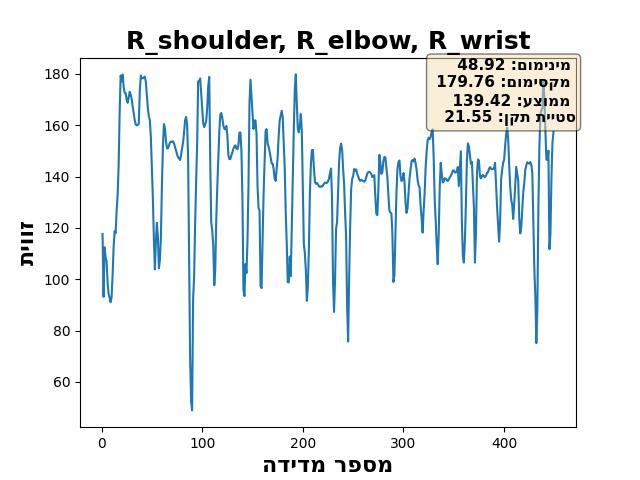 R_shoulder, R_elbow, R_wrist
מינימום: 48.92
מקסימום: 179.76
ממוצע: 139.42
סטיית תקן: 21.55
180
160
140
120
100
80
60
זווית
0 100 200 300 400
מספר מדידה